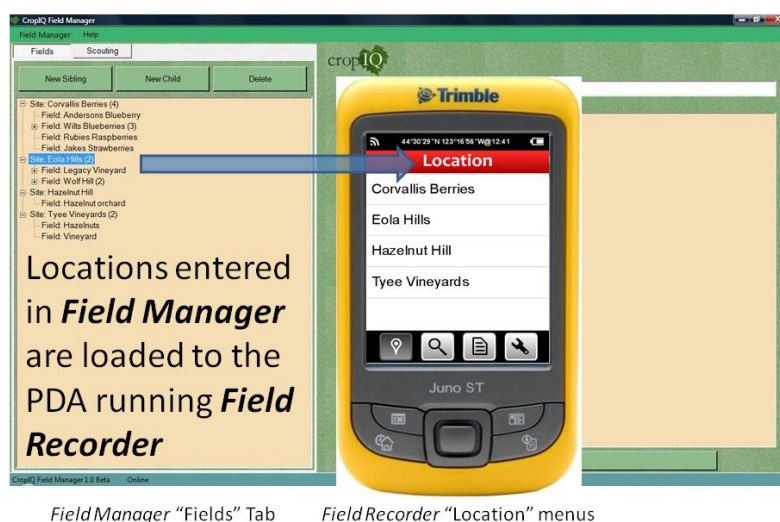 CropIQ Field Manager
Field Manager Help
Fields Scouting
New Sibling New Child Delete
Site: Corvallis Berries (4)
Field: Andersons Blueberry
Field: Wilts Blueberries (3)
Field: Rubies Raspberries
Field: Jakes Strawberries
Site: Eola Hills (2)
Field: Legacy Vineyard
Field: Wolf Hill (2)
Site: Hazelnut Hill
Field: Hazelnut orchard
Site: Tyee Vineyards (2)
Field: Hazelnuts
Field: Vineyard
Locations entered
in Field Manager
are loaded to the
PDA running Field
Recorder
CropIQ Field Manager 1.0 Beta Online
cropIQ
Trimble
44°30'29"N 123°16'56"W@12:41
Location
Corvallis Berries
Eola Hills
Hazelnut Hill
Tyee Vineyards
Juno ST
Field Manager "Fields" Tab
Field Recorder "Location" menus